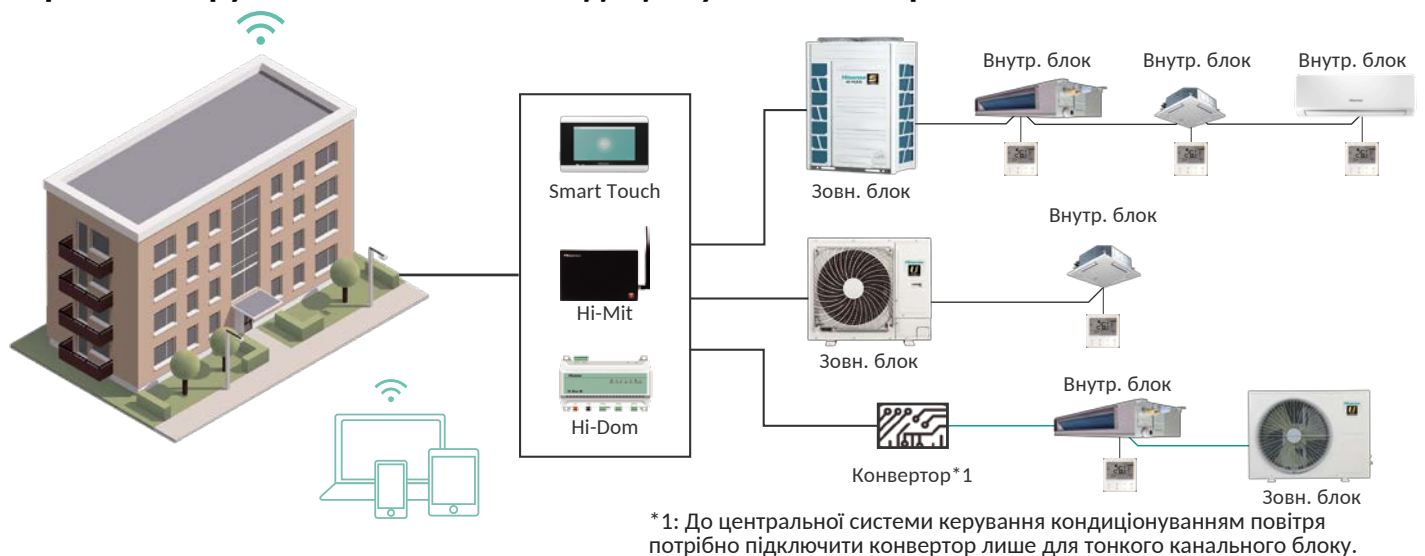 Внутр. блок
Внутр. блок
Внутр. блок
Hisense
Smart Touch
Зовн. блок
Внутр. блок
Hi-Mit
Зовн. блок
Внутр. блок
Hi-Dom
Конвертор*1
Зовн. блок
*1: До центральної системи керування кондиціонуванням повітря
потрібно підключити конвертор лише для тонкого канального блоку.